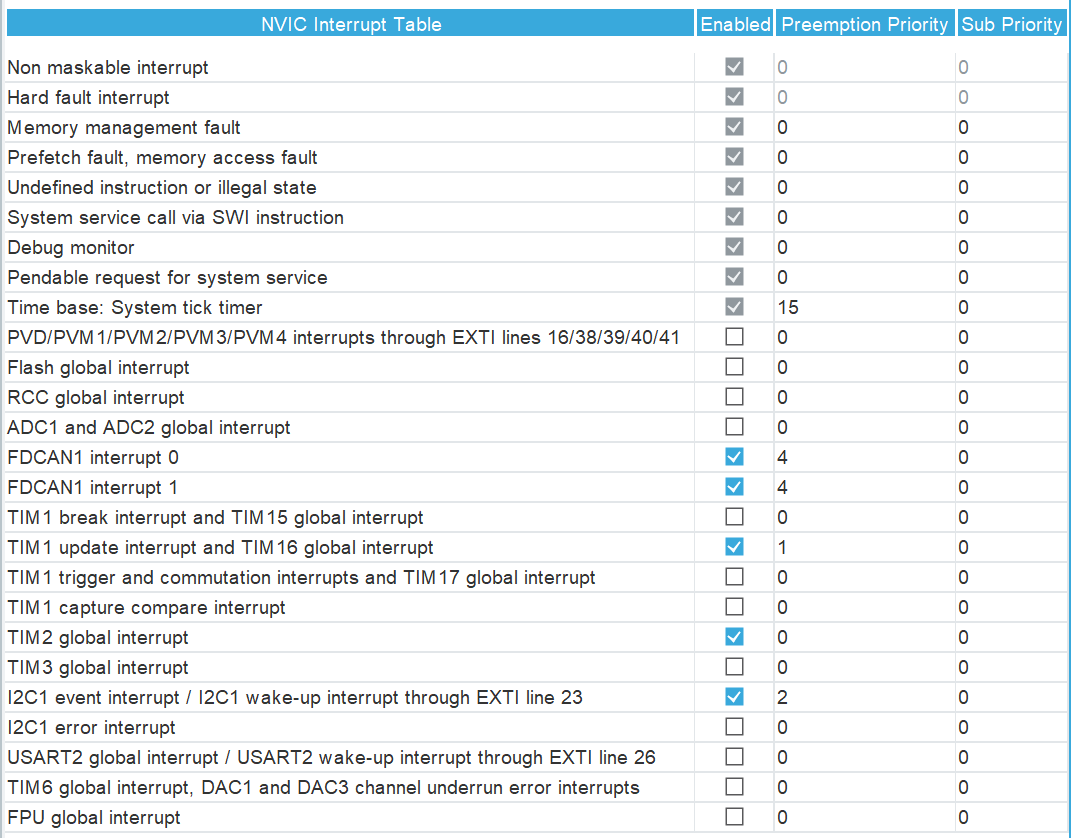 NVIC Interrupt Table Enabled Preemption Priority Sub Priority
Non maskable interrupt 0 0
Hard fault interrupt 0 0
Memory management fault 0 0
Prefetch fault, memory access fault 0 0
Undefined instruction or illegal state 0 0
System service call via SWI instruction 0 0
Debug monitor 0 0
Pendable request for system service 0 0
Time base: System tick timer 15 0
PVD/PVM1/PVM2/PVM3/PVM4 interrupts through EXTI lines 16/38/39/40/41 0 0
Flash global interrupt 0 0
RCC global interrupt 0 0
ADC1 and ADC2 global interrupt 0 0
FDCAN1 interrupt 0 4 0
FDCAN1 interrupt 1 4 0
TIM1 break interrupt and TIM15 global interrupt 0 0
TIM1 update interrupt and TIM16 global interrupt 1 0
TIM1 trigger and commutation interrupts and TIM17 global interrupt 0 0
TIM1 capture compare interrupt 0 0
TIM2 global interrupt 0 0
TIM3 global interrupt 0 0
I2C1 event interrupt / I2C1 wake-up interrupt through EXTI line 23 2 0
I2C1 error interrupt 0 0
USART2 global interrupt / USART2 wake-up interrupt through EXTI line 26 0 0
TIM6 global interrupt, DAC1 and DAC3 channel underrun error interrupts 0 0
FPU global interrupt 0 0